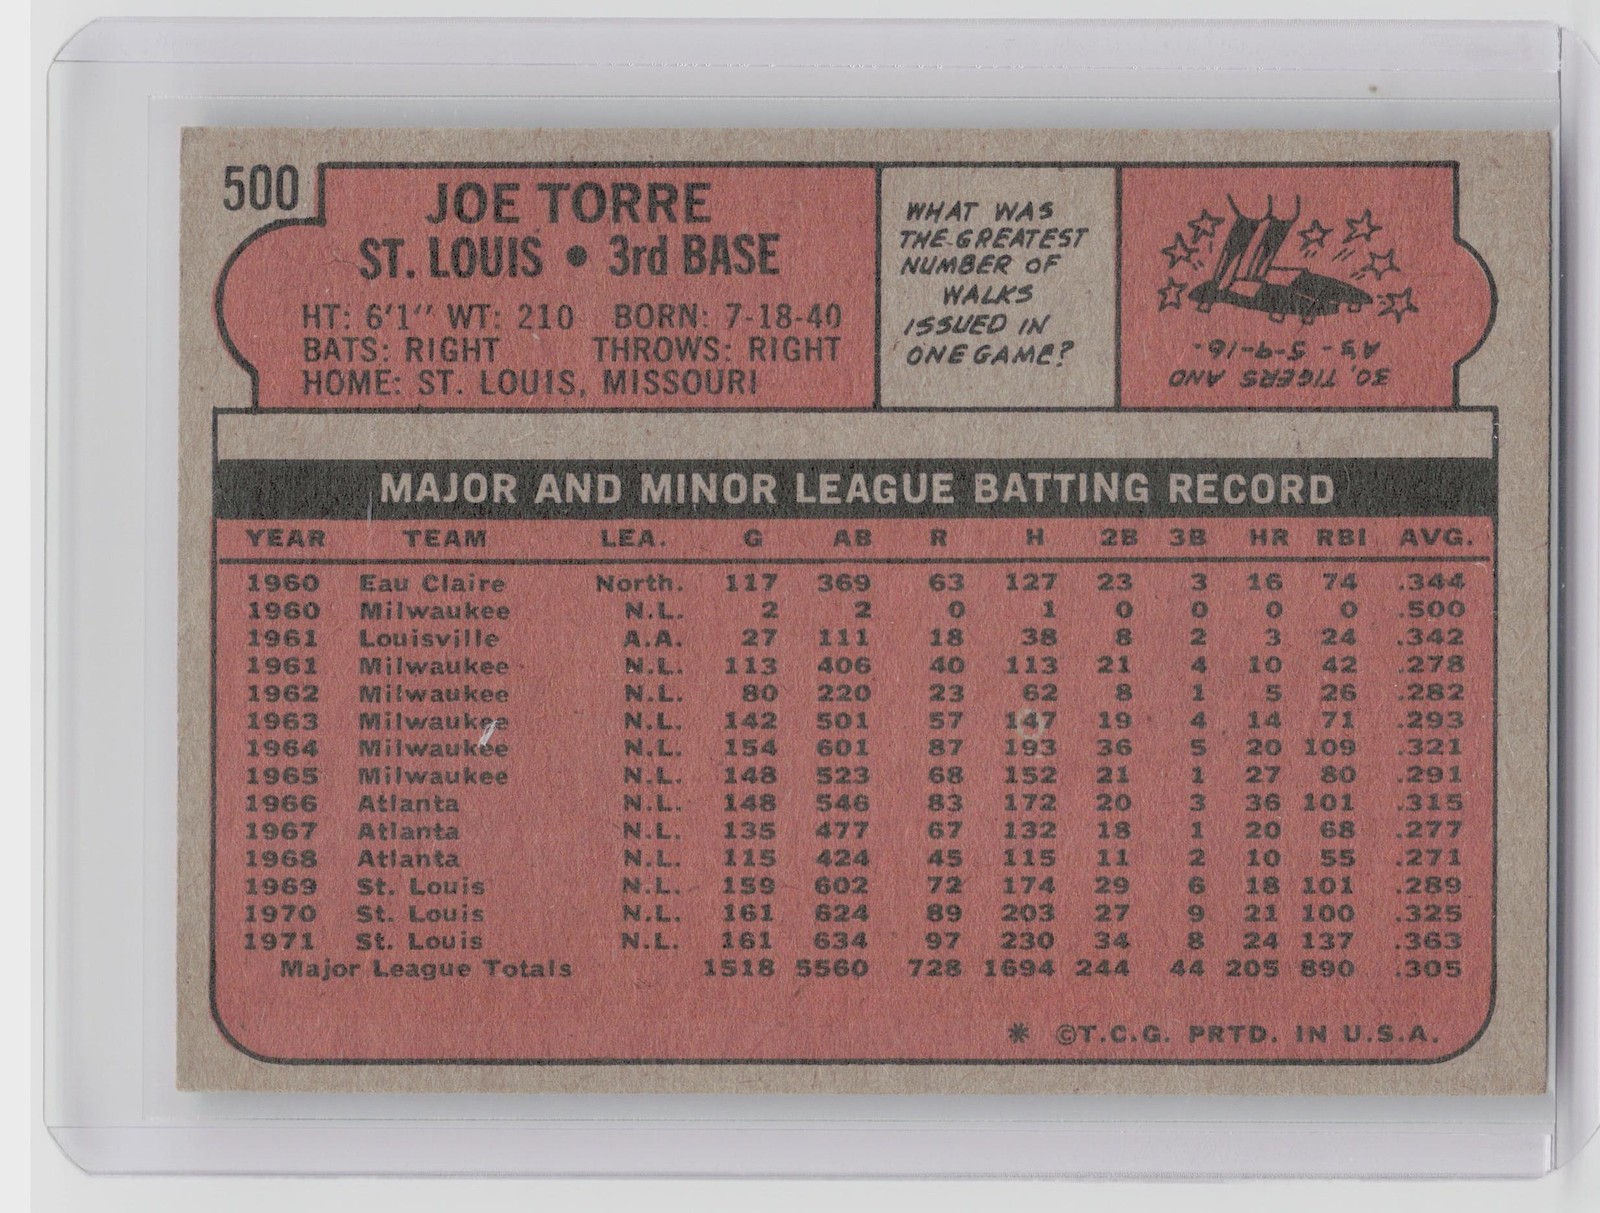 500
JOE TORRE
ST. LOUIS • 3rd BASE
HT: 6'1" WT: 210 BORN: 7-18-40
BATS: RIGHT THROWS: RIGHT
HOME: ST. LOUIS, MISSOURI
WHAT WAS
THE GREATEST
NUMBER OF
WALKS
ISSUED IN
ONE GAME?
30, TIGERS AND
A's - 5-9-16.
MAJOR AND MINOR LEAGUE BATTING RECORD
YEAR TEAM LEA. G AB R H 2B 3B HR RBI AVG.
1960 Eau Claire North. 117 369 63 127 23 3 16 74 .344
1960 Milwaukee N.L. 2 2 0 1 0 0 0 0 .500
1961 Louisville A.A. 27 111 18 38 8 2 3 24 .342
1961 Milwaukee N.L. 113 406 40 113 21 4 10 42 .278
1962 Milwaukee N.L. 80 220 23 62 8 1 5 26 .282
1963 Milwaukee N.L. 142 501 57 147 19 4 14 71 .293
1964 Milwaukee N.L. 154 601 87 193 36 5 20 109 .321
1965 Milwaukee N.L. 148 523 68 152 21 1 27 80 .291
1966 Atlanta N.L. 148 546 83 172 20 3 36 101 .315
1967 Atlanta N.L. 135 477 67 132 18 1 20 68 .277
1968 Atlanta N.L. 115 424 45 115 11 2 10 55 .271
1969 St. Louis N.L. 159 602 72 174 29 6 18 101 .289
1970 St. Louis N.L. 161 624 89 203 27 9 21 100 .325
1971 St. Louis N.L. 161 634 97 230 34 8 24 137 .363
Major League Totals 1518 5560 728 1694 244 44 205 890 .305
* ©T.C.G. PRTD. IN U.S.A.